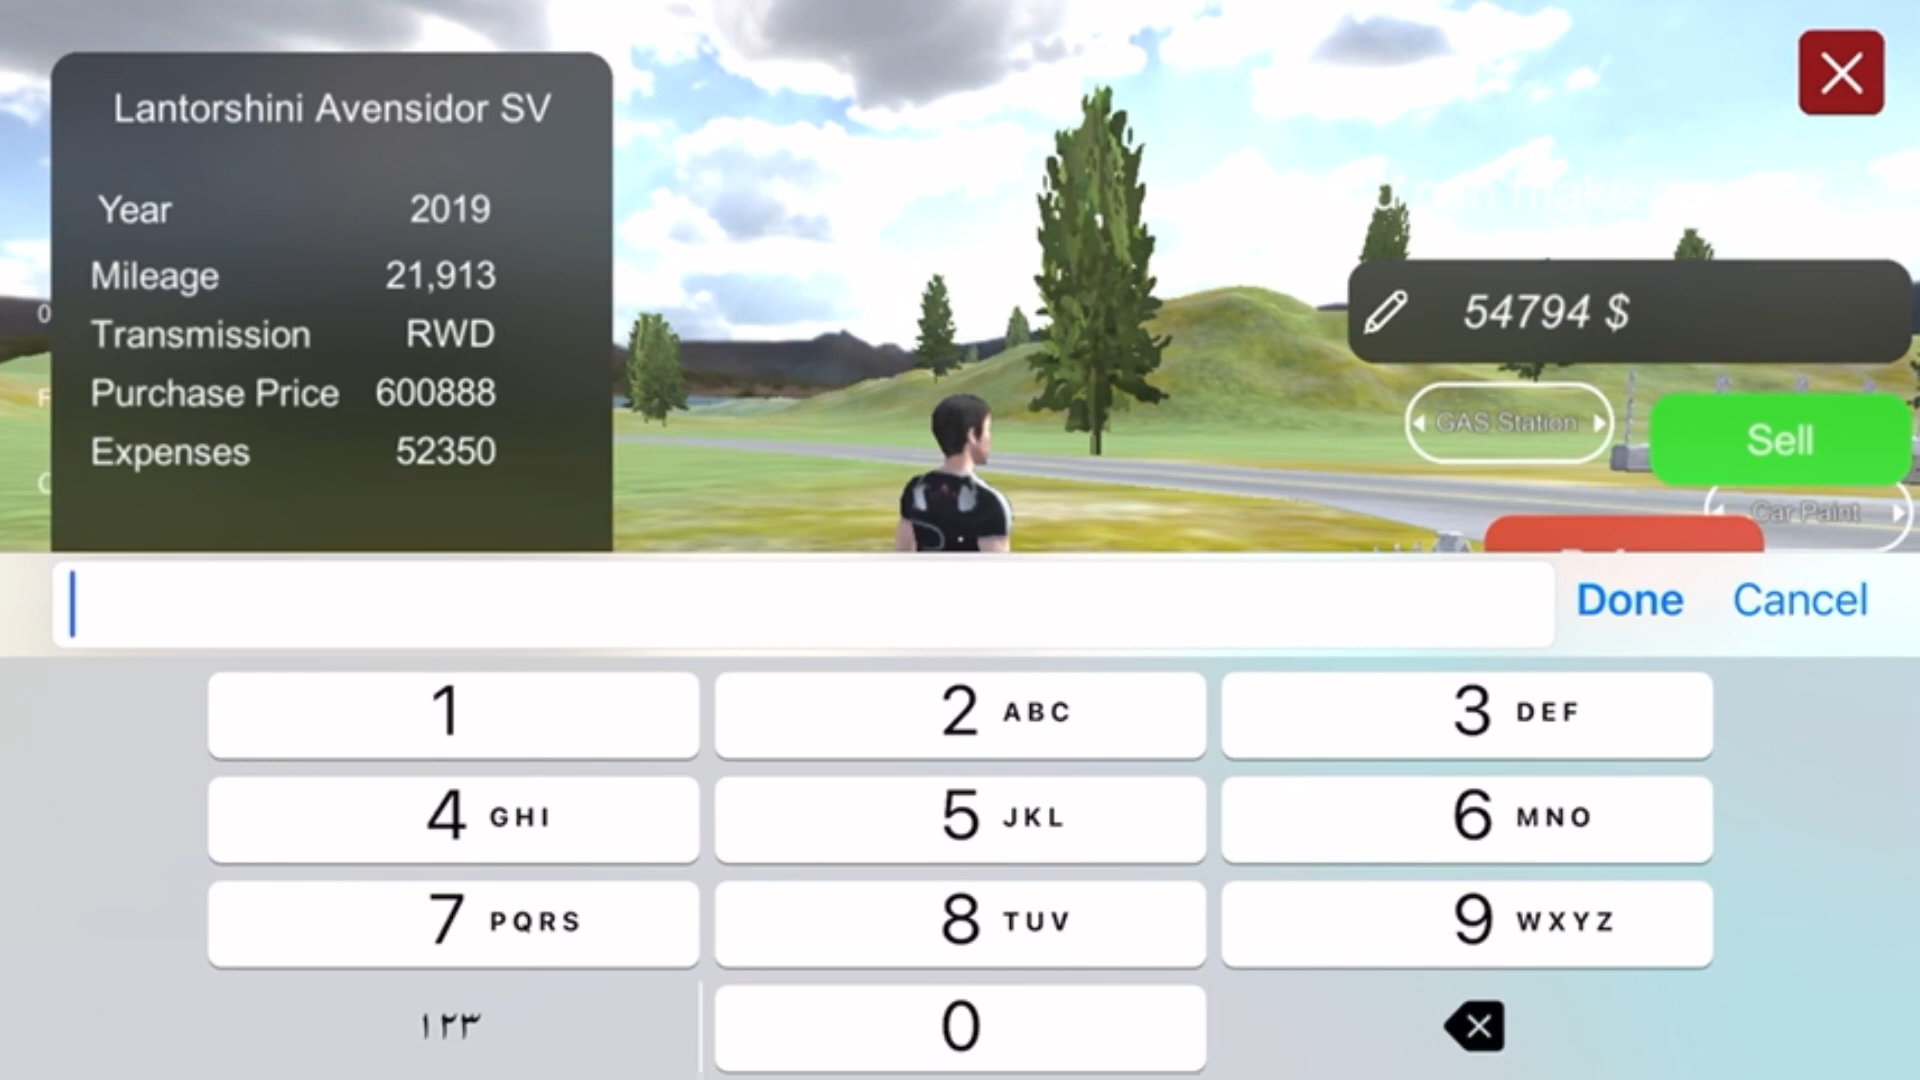 Lantorshini Avensidor SV
Year 2019
Mileage 21,913
Transmission RWD
Purchase Price 600888
Expenses 52350
make
54794 $
GAS Station
Sell
Car Paint
Done Cancel
1
2 ABC
3 DEF
4 GHI
5 JKL
6 MNO
7 PQRS
8 TUV
9 WXYZ
١٢٣
0